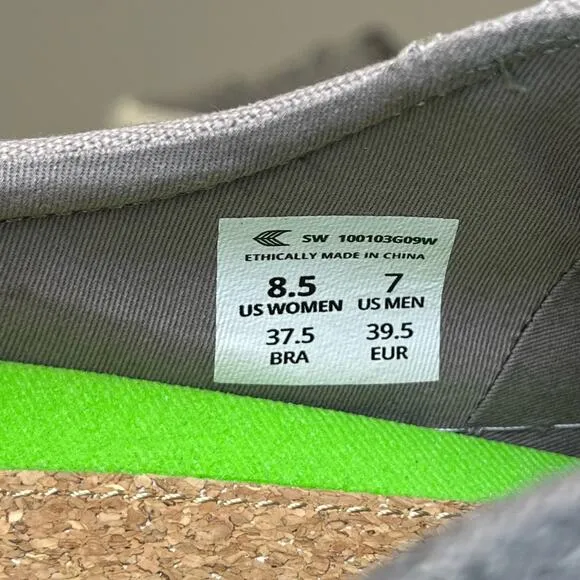 SW 100103G09W
ETHICALLY MADE IN CHINA
8.5 7
US WOMEN US MEN
37.5 39.5
BRA EUR